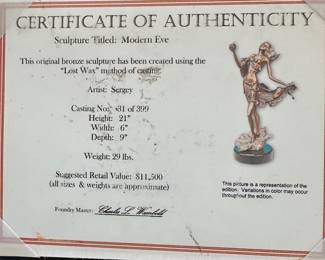 CERTIFICATE OF AUTHENTICITY
Sculpture Titled: Modern Eve
This original bronze sculpture has been created using the
"Lost Wax" method of casting.
Artist: Sergey
Casting No: 31 of 399
Height: 21"
Width: 6"
Depth: 9"
Weight: 29 lbs.
Suggested Retail Value: $11,500
(all sizes & weights are approximate)
Foundry Master: Charles L.
This picture is a representation of the
edition. Variations in color may occur
throughout the edition.